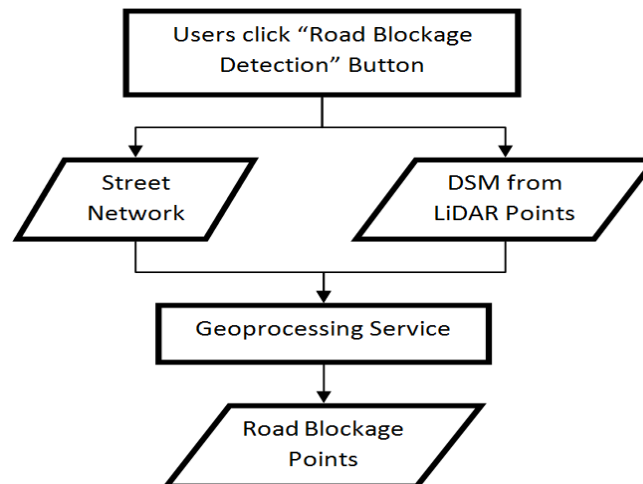 Users click “Road Blockage
Detection” Button
Street
Network
DSM from
LiDAR Points
Geoprocessing Service
Road Blockage
Points